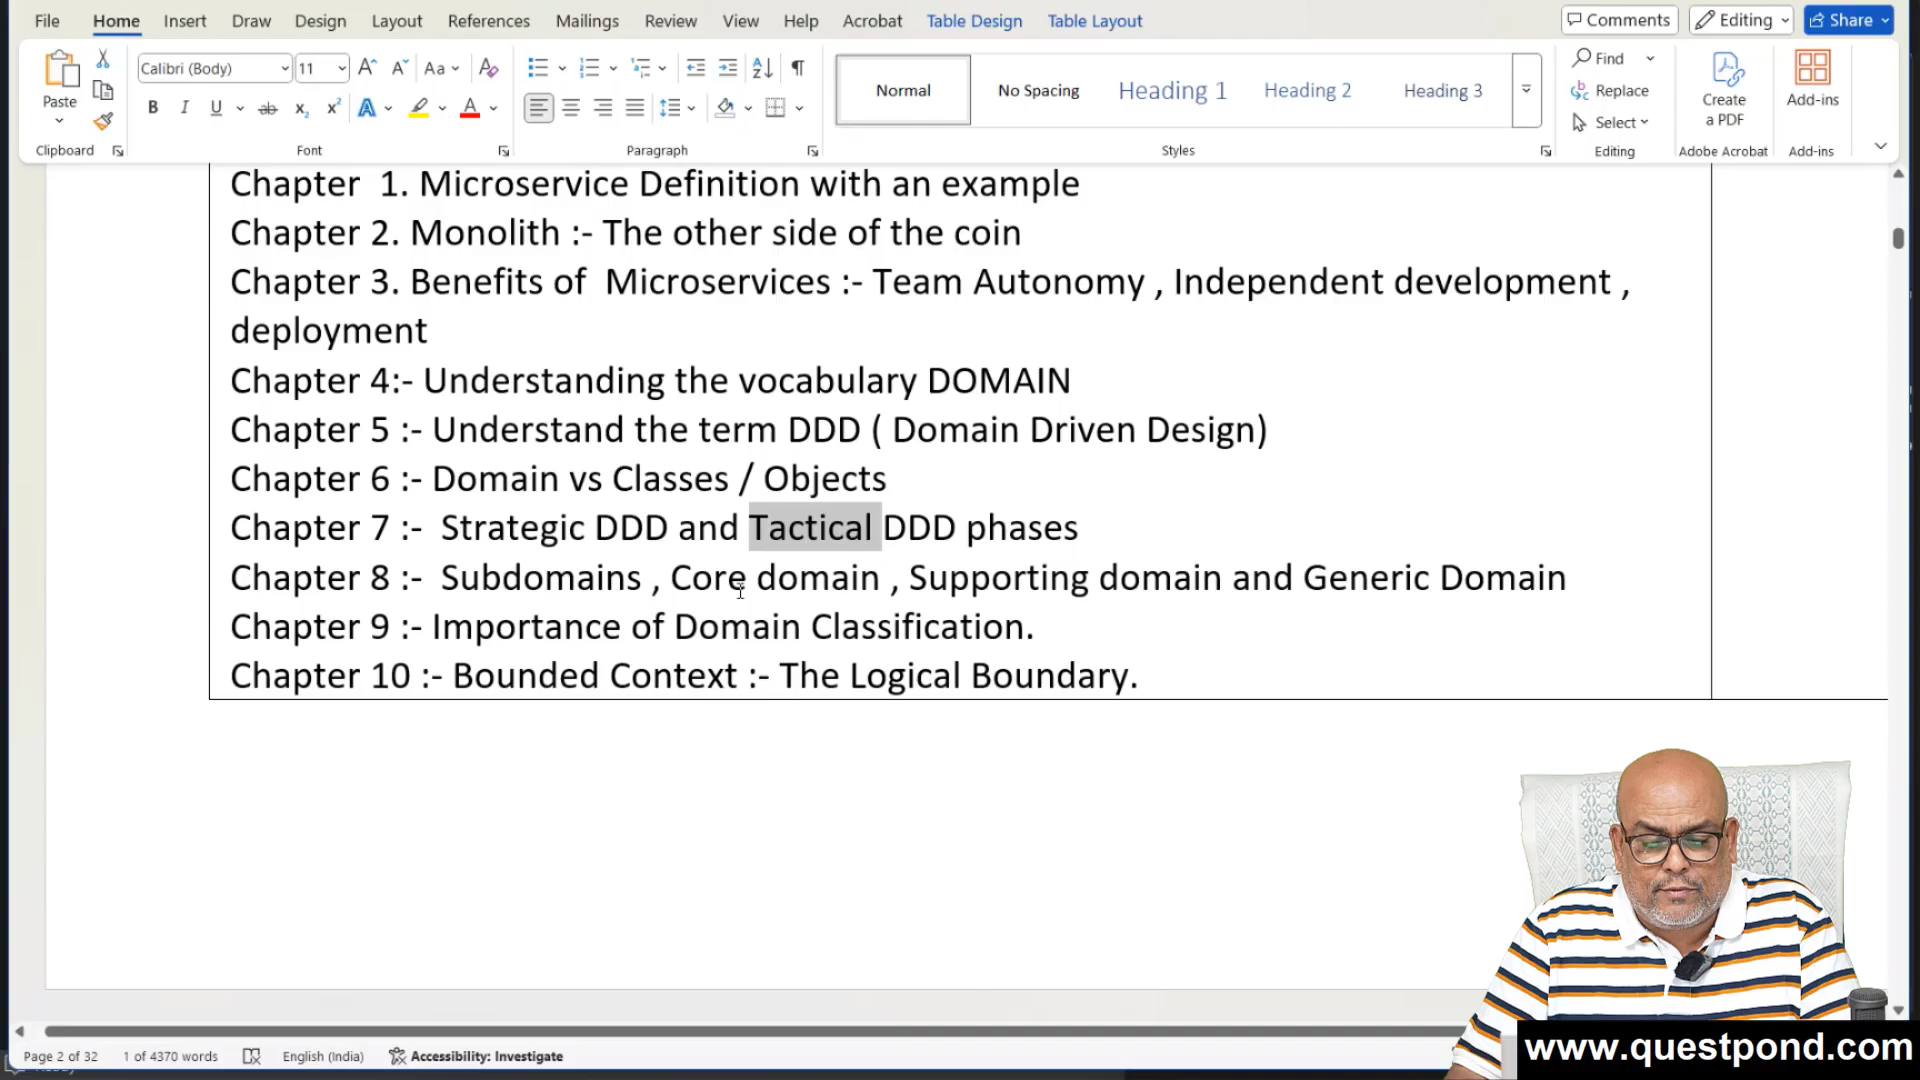 File Home Insert Draw Design Layout References Mailings Review View Help Acrobat Table Design Table Layout Comments Editing Share
Calibri (Body) 11 Aa Normal No Spacing Heading 1 Heading 2 Heading 3 Find Replace Select
Paste Create a PDF Add-ins
Clipboard Font Paragraph Styles Editing Adobe Acrobat Add-ins
Chapter 1. Microservice Definition with an example
Chapter 2. Monolith :- The other side of the coin
Chapter 3. Benefits of Microservices :- Team Autonomy , Independent development ,
deployment
Chapter 4:- Understanding the vocabulary DOMAIN
Chapter 5 :- Understand the term DDD ( Domain Driven Design)
Chapter 6 :- Domain vs Classes / Objects
Chapter 7 :- Strategic DDD and Tactical DDD phases
Chapter 8 :- Subdomains , Core domain , Supporting domain and Generic Domain
Chapter 9 :- Importance of Domain Classification.
Chapter 10 :- Bounded Context :- The Logical Boundary.
Page 2 of 32 1 of 4370 words English (India) Accessibility: Investigate
www.questpond.com